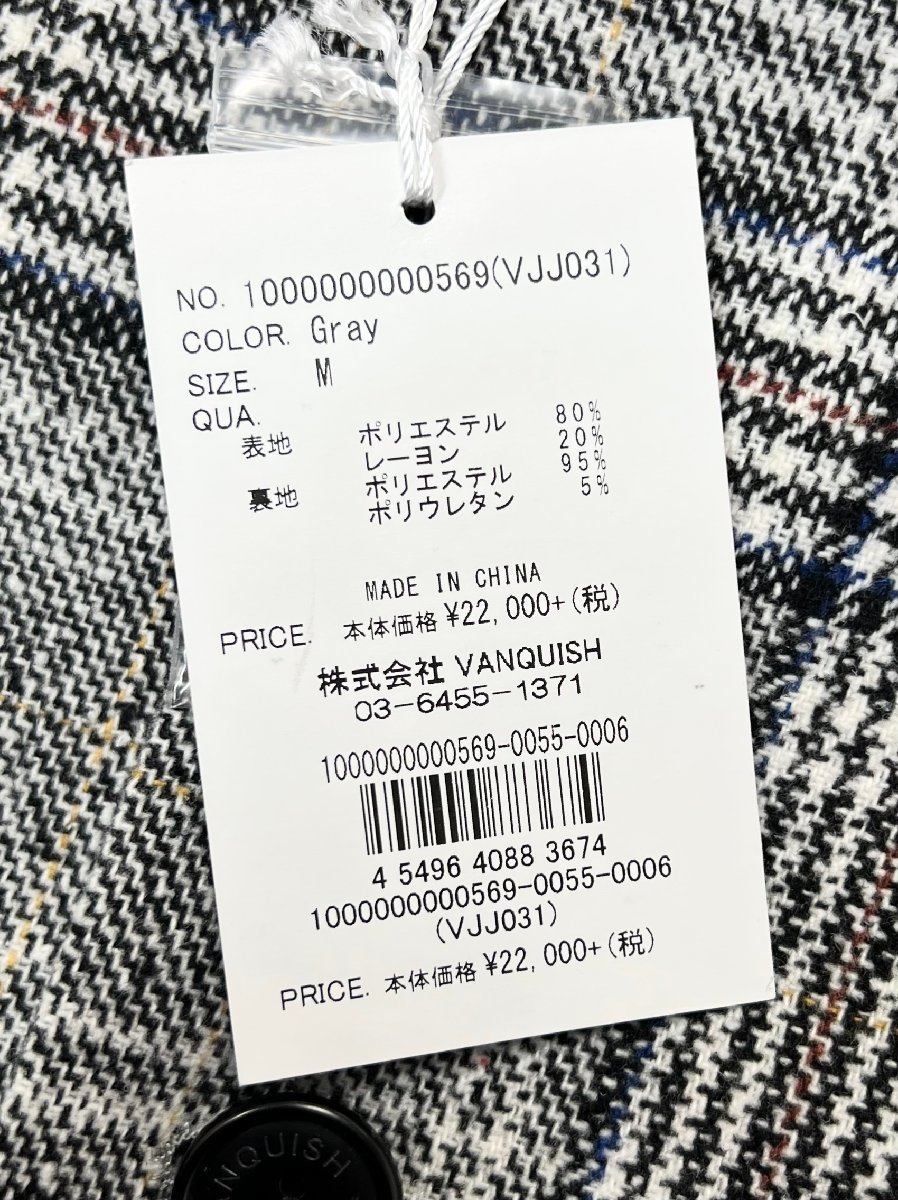 NO. 1000000000569(VJJ031)
COLOR. Gray
SIZE. M
QUA.
表地 ポリエステル 80%
レーヨン 20%
裏地 ポリエステル 95%
ポリウレタン 5%
MADE IN CHINA
PRICE. 本体価格 ¥22,000+(税)
株式会社 VANQUISH
03-6455-1371
1000000000569-0055-0006
4 5496 4088 3674
1000000000569-0055-0006
(VJJ031)
PRICE. 本体価格 ¥22,000+(税)
VANQUISH